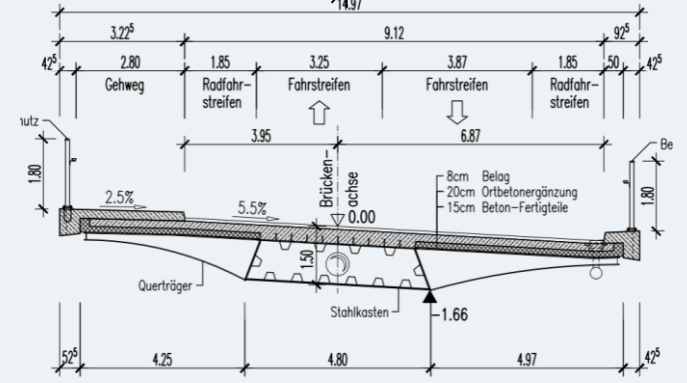 14.97
3.22⁵ 9.12 92⁵
42⁵ 2.80 1.85 3.25 3.87 1.85 50 42⁵
Gehweg Radfahr- Fahrstreifen Fahrstreifen Radfahr-
streifen streifen
3.95 6.87
utz Be
1.80 Brücken- 1.80
achse
8cm Belag
20cm Ortbetonergänzung
15cm Beton-Fertigteile
2.5% 5.5% 0.00
1.50
Querträger
Stahlkasten
-1.66
52⁵ 4.25 4.80 4.97 42⁵